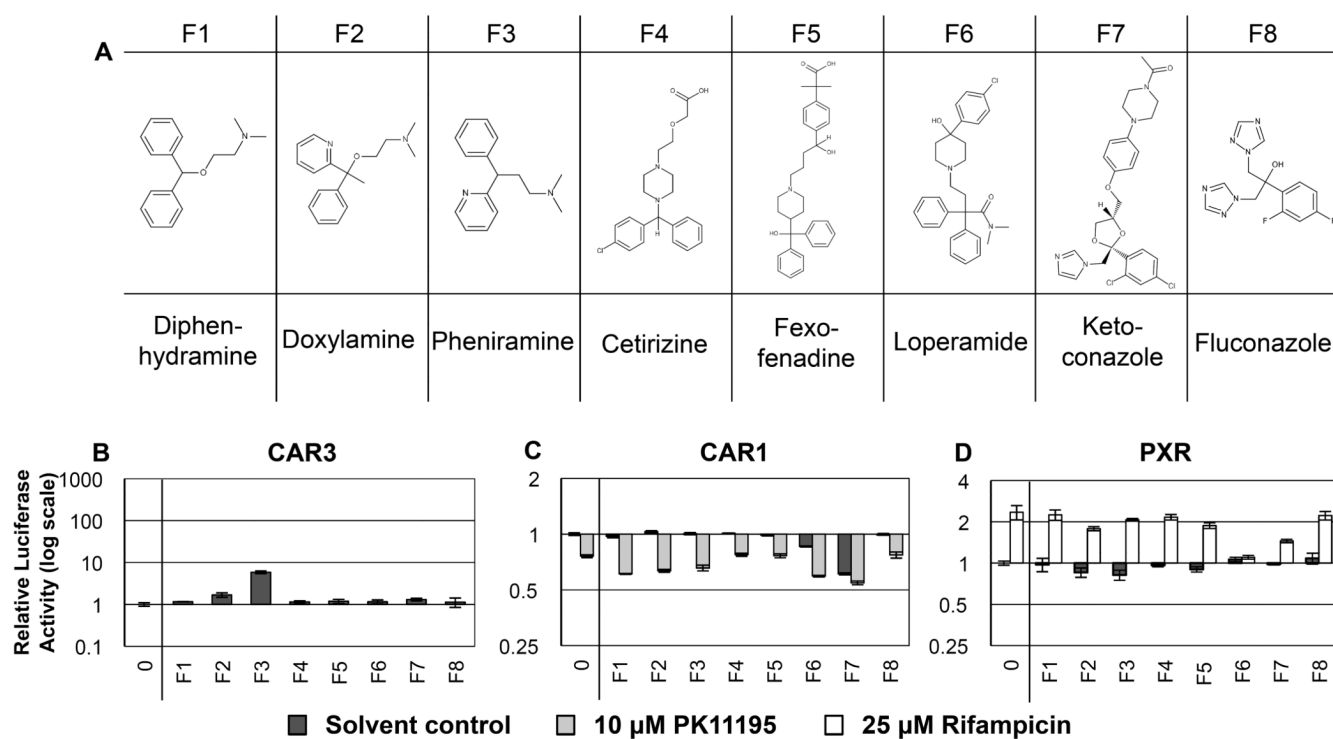 A
F1 F2 F3 F4 F5 F6 F7 F8
Diphen-
hydramine
Doxylamine
Pheniramine
Cetirizine
Fexo-
fenadine
Loperamide
Keto-
conazole
Fluconazole
B CAR3
Relative Luciferase
Activity (log scale)
1000
100
10
1
0.1
0 F1 F2 F3 F4 F5 F6 F7 F8
C CAR1
2
1
0.5
0.25
0 F1 F2 F3 F4 F5 F6 F7 F8
D PXR
4
2
1
0.5
0.25
0 F1 F2 F3 F4 F5 F6 F7 F8
Solvent control 10 µM PK11195 25 µM Rifampicin